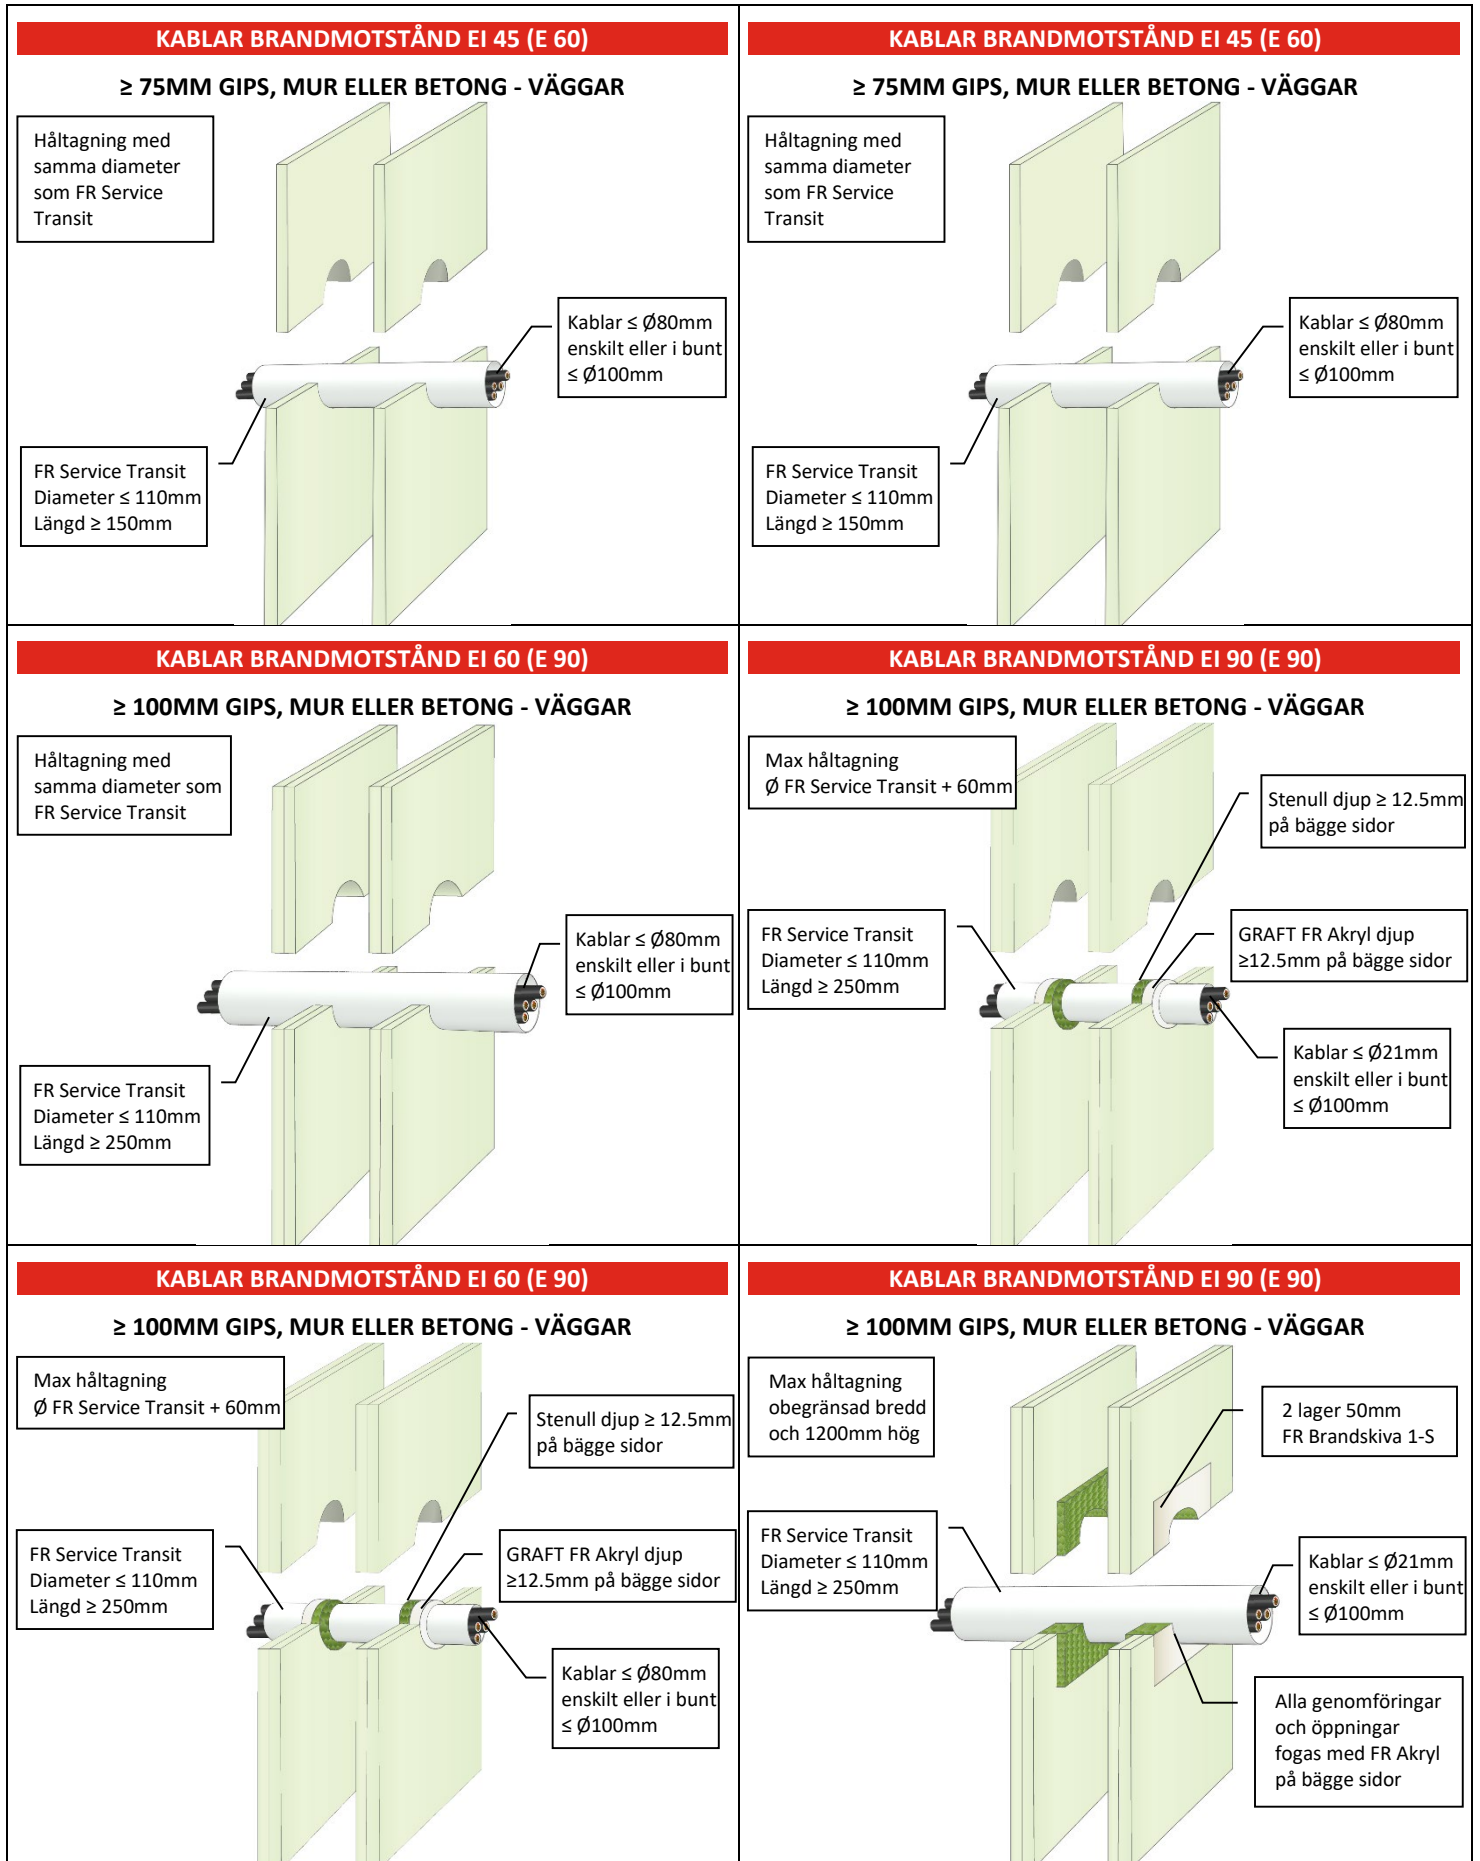 KABLAR BRANDMOTSTÅND EI 45 (E 60)
≥ 75MM GIPS, MUR ELLER BETONG - VÄGGAR
Håltagning med
samma diameter
som FR Service
Transit
Kablar ≤ Ø80mm
enskilt eller i bunt
≤ Ø100mm
FR Service Transit
Diameter ≤ 110mm
Längd ≥ 150mm
KABLAR BRANDMOTSTÅND EI 45 (E 60)
≥ 75MM GIPS, MUR ELLER BETONG - VÄGGAR
Håltagning med
samma diameter
som FR Service
Transit
Kablar ≤ Ø80mm
enskilt eller i bunt
≤ Ø100mm
FR Service Transit
Diameter ≤ 110mm
Längd ≥ 150mm
KABLAR BRANDMOTSTÅND EI 60 (E 90)
≥ 100MM GIPS, MUR ELLER BETONG - VÄGGAR
Håltagning med
samma diameter som
FR Service Transit
Kablar ≤ Ø80mm
enskilt eller i bunt
≤ Ø100mm
FR Service Transit
Diameter ≤ 110mm
Längd ≥ 250mm
KABLAR BRANDMOTSTÅND EI 90 (E 90)
≥ 100MM GIPS, MUR ELLER BETONG - VÄGGAR
Max håltagning
Ø FR Service Transit + 60mm
Stenull djup ≥ 12.5mm
på bägge sidor
FR Service Transit
Diameter ≤ 110mm
Längd ≥ 250mm
GRAFT FR Akryl djup
≥12.5mm på bägge sidor
Kablar ≤ Ø21mm
enskilt eller i bunt
≤ Ø100mm
KABLAR BRANDMOTSTÅND EI 60 (E 90)
≥ 100MM GIPS, MUR ELLER BETONG - VÄGGAR
Max håltagning
Ø FR Service Transit + 60mm
Stenull djup ≥ 12.5mm
på bägge sidor
FR Service Transit
Diameter ≤ 110mm
Längd ≥ 250mm
GRAFT FR Akryl djup
≥12.5mm på bägge sidor
Kablar ≤ Ø80mm
enskilt eller i bunt
≤ Ø100mm
KABLAR BRANDMOTSTÅND EI 90 (E 90)
≥ 100MM GIPS, MUR ELLER BETONG - VÄGGAR
Max håltagning
obegränsad bredd
och 1200mm hög
2 lager 50mm
FR Brandskiva 1-S
FR Service Transit
Diameter ≤ 110mm
Längd ≥ 250mm
Kablar ≤ Ø21mm
enskilt eller i bunt
≤ Ø100mm
Alla genomföringar
och öppningar
fogas med FR Akryl
på bägge sidor